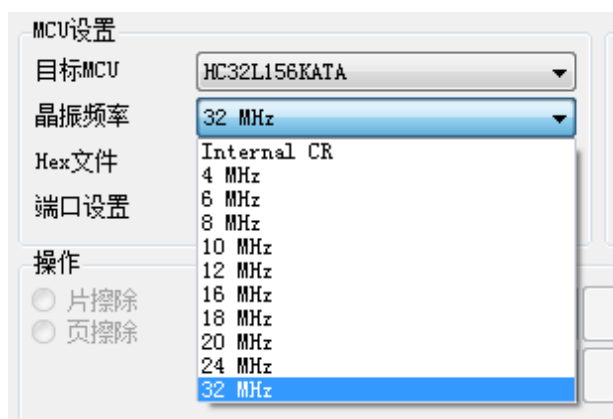 MCU设置
目标MCU
HC32L156KATA
晶振频率
32 MHz
Hex文件
端口设置
Internal CR
4 MHz
6 MHz
8 MHz
10 MHz
12 MHz
16 MHz
18 MHz
20 MHz
24 MHz
32 MHz
操作
片擦除
页擦除